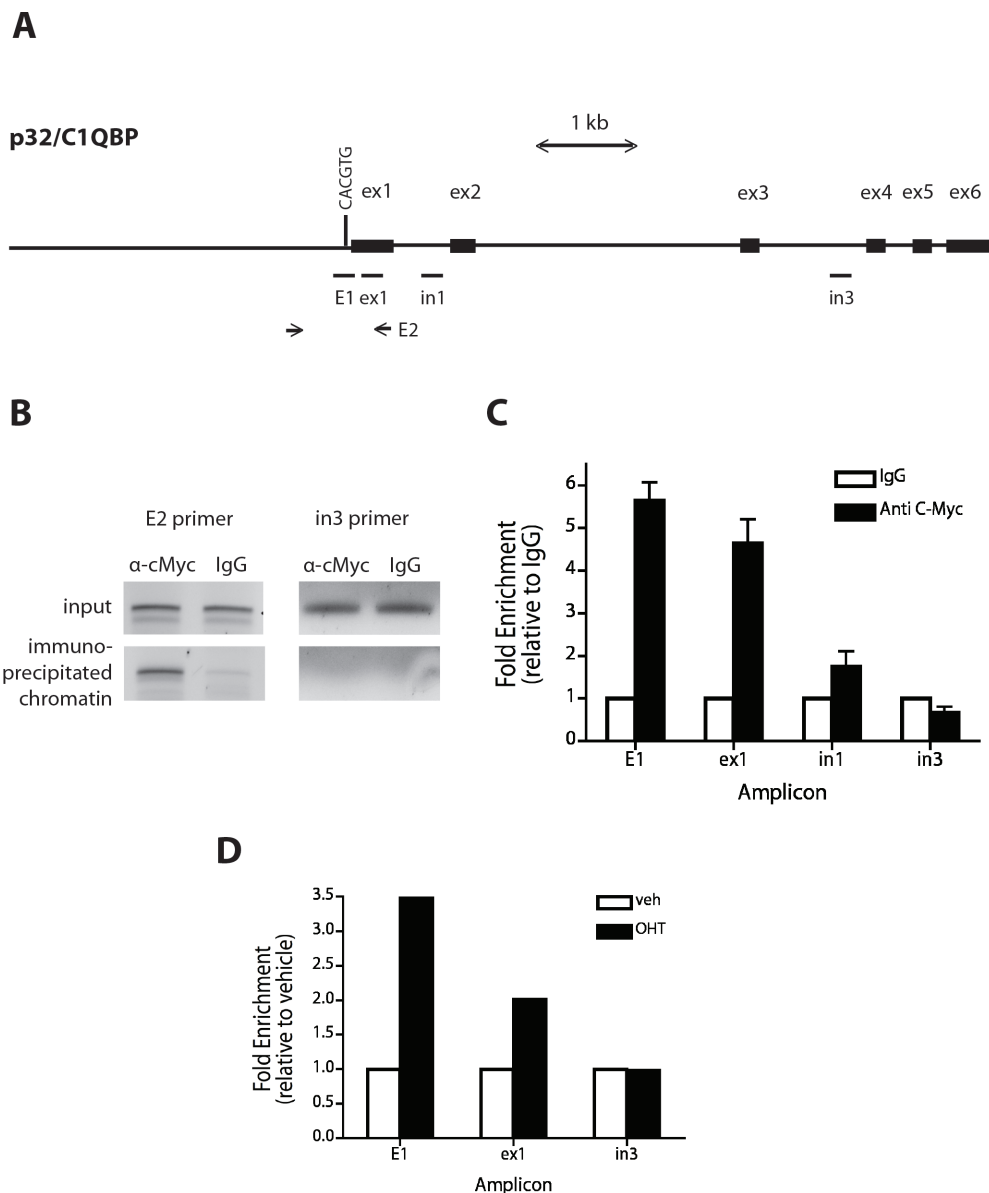 A
p32/C1QBP
1 kb
CACGTG
ex1
ex2
ex3
ex4
ex5
ex6
E1
ex1
in1
in3
E2
B
E2 primer
in3 primer
α-cMyc
IgG
α-cMyc
IgG
input
immuno-
precipitated
chromatin
C
Fold Enrichment
(relative to IgG)
6
5
4
3
2
1
0
IgG
Anti C-Myc
E1
ex1
in1
in3
Amplicon
D
Fold Enrichment
(relative to vehicle)
3.5
3.0
2.5
2.0
1.5
1.0
0.5
0.0
veh
OHT
E1
ex1
in3
Amplicon